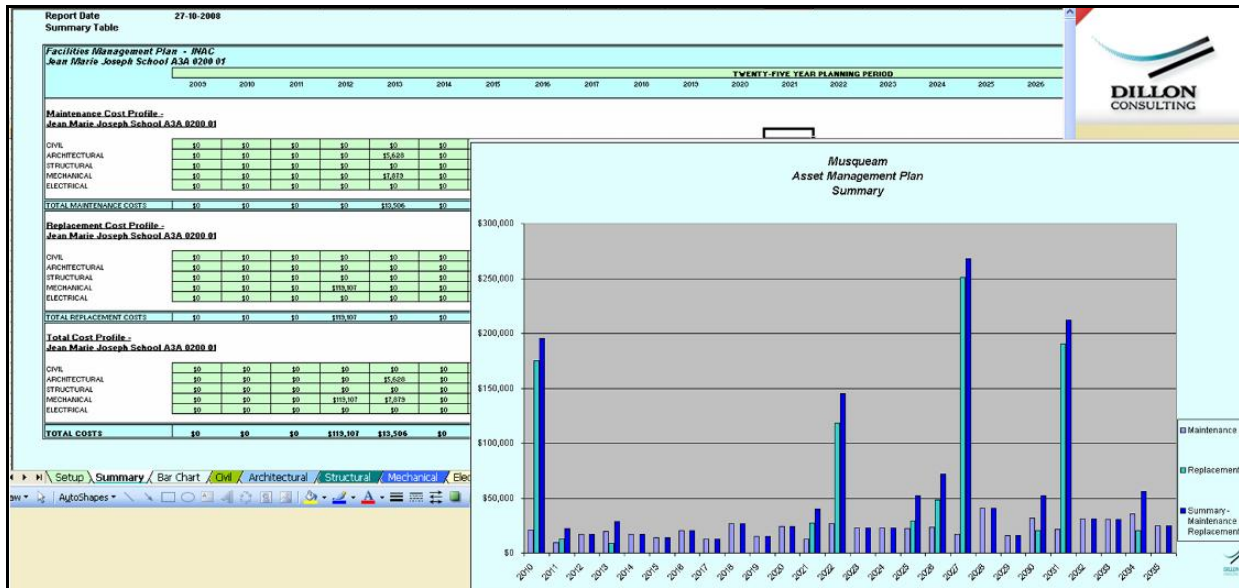 Report Date 27-10-2008
Summary Table
Facilities Management Plan - INAC
Jean Marie Joseph School A3A 0200 01
TWENTY-FIVE YEAR PLANNING PERIOD
2009 2010 2011 2012 2013 2014 2015 2016 2017 2018 2019 2020 2021 2022 2023 2024 2025 2026
Maintenance Cost Profile -
Jean Marie Joseph School A3A 0200 01
CIVIL $0 $0 $0 $0 $0 $0
ARCHITECTURAL $0 $0 $0 $0 $5,628 $0
STRUCTURAL $0 $0 $0 $0 $0 $0
MECHANICAL $0 $0 $0 $0 $7,879 $0
ELECTRICAL $0 $0 $0 $0 $0 $0
TOTAL MAINTENANCE COSTS $0 $0 $0 $0 $13,506 $0
Replacement Cost Profile -
Jean Marie Joseph School A3A 0200 01
CIVIL $0 $0 $0 $0 $0 $0
ARCHITECTURAL $0 $0 $0 $0 $0 $0
STRUCTURAL $0 $0 $0 $0 $0 $0
MECHANICAL $0 $0 $0 $119,107 $0 $0
ELECTRICAL $0 $0 $0 $0 $0 $0
TOTAL REPLACEMENT COSTS $0 $0 $0 $119,107 $0 $0
Total Cost Profile -
Jean Marie Joseph School A3A 0200 01
CIVIL $0 $0 $0 $0 $0 $0
ARCHITECTURAL $0 $0 $0 $0 $5,628 $0
STRUCTURAL $0 $0 $0 $0 $0 $0
MECHANICAL $0 $0 $0 $119,107 $7,879 $0
ELECTRICAL $0 $0 $0 $0 $0 $0
TOTAL COSTS $0 $0 $0 $119,107 $13,506 $0
Setup Summary Bar Chart Civil Architectural Structural Mechanical Elec
aw AutoShapes
DILLON
CONSULTING
Musqueam
Asset Management Plan
Summary
$300,000
$250,000
$200,000
$150,000
$100,000
$50,000
$0
2010 2011 2012 2013 2014 2015 2016 2017 2018 2019 2020 2021 2022 2023 2024 2025 2026 2027 2028 2029 2030 2031 2032 2033 2034 2035
Maintenance
Replacement
Summary -
Maintenance
Replacement